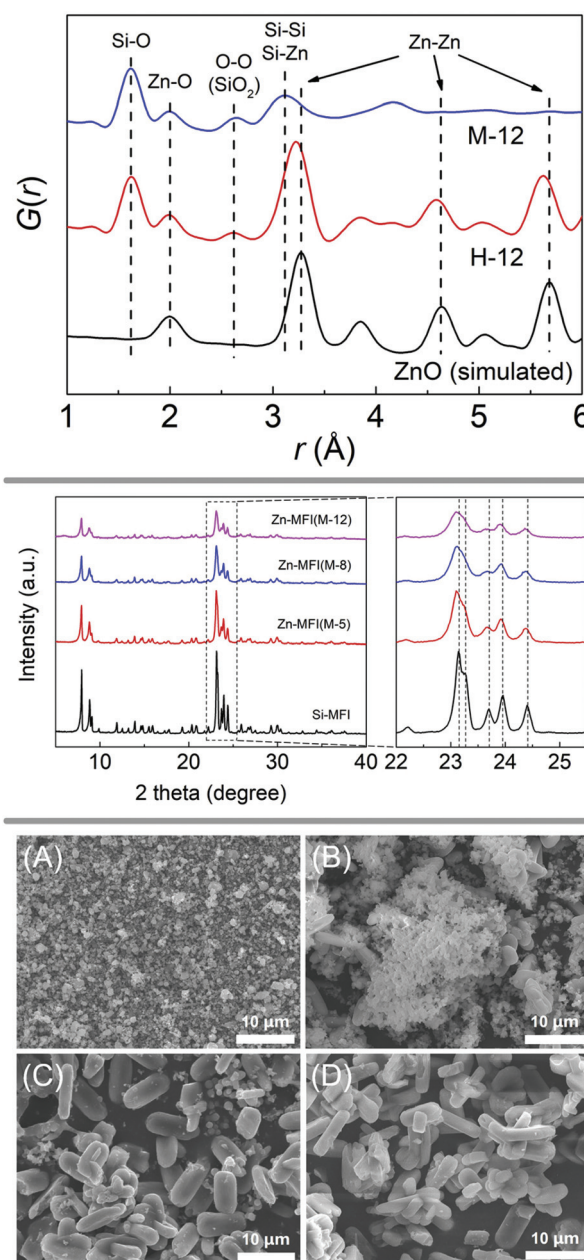 Si-O
Zn-O
O-O
(SiO₂)
Si-Si
Si-Zn
Zn-Zn
G(r)
M-12
H-12
ZnO (simulated)
1 2 3 4 5 6
r (Å)
Intensity (a.u.)
Zn-MFI(M-12)
Zn-MFI(M-8)
Zn-MFI(M-5)
Si-MFI
10 20 30 40
22 23 24 25
2 theta (degree)
(A)
10 μm
(B)
10 μm
(C)
10 μm
(D)
10 μm